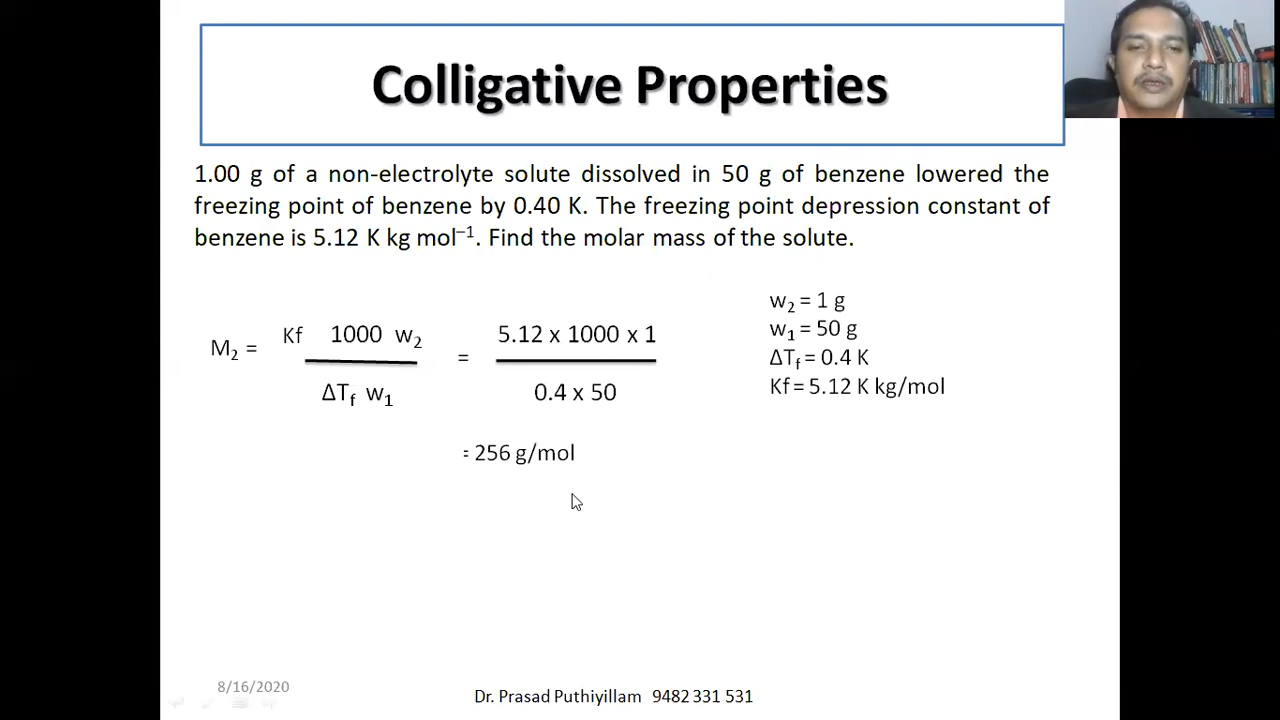 Colligative Properties
1.00 g of a non-electrolyte solute dissolved in 50 g of benzene lowered the
freezing point of benzene by 0.40 K. The freezing point depression constant of
benzene is 5.12 K kg mol⁻¹. Find the molar mass of the solute.
w₂ = 1 g
w₁ = 50 g
ΔTf = 0.4 K
Kf = 5.12 K kg/mol
Kf 1000 w₂
M₂ =
ΔTf w₁
=
5.12 x 1000 x 1
0.4 x 50
= 256 g/mol
8/16/2020
Dr. Prasad Puthiyillam 9482 331 531